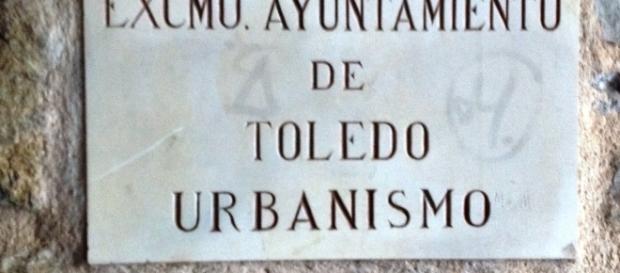 EXCMO. AYUNTAMIENTO
DE
TOLEDO
URBANISMO